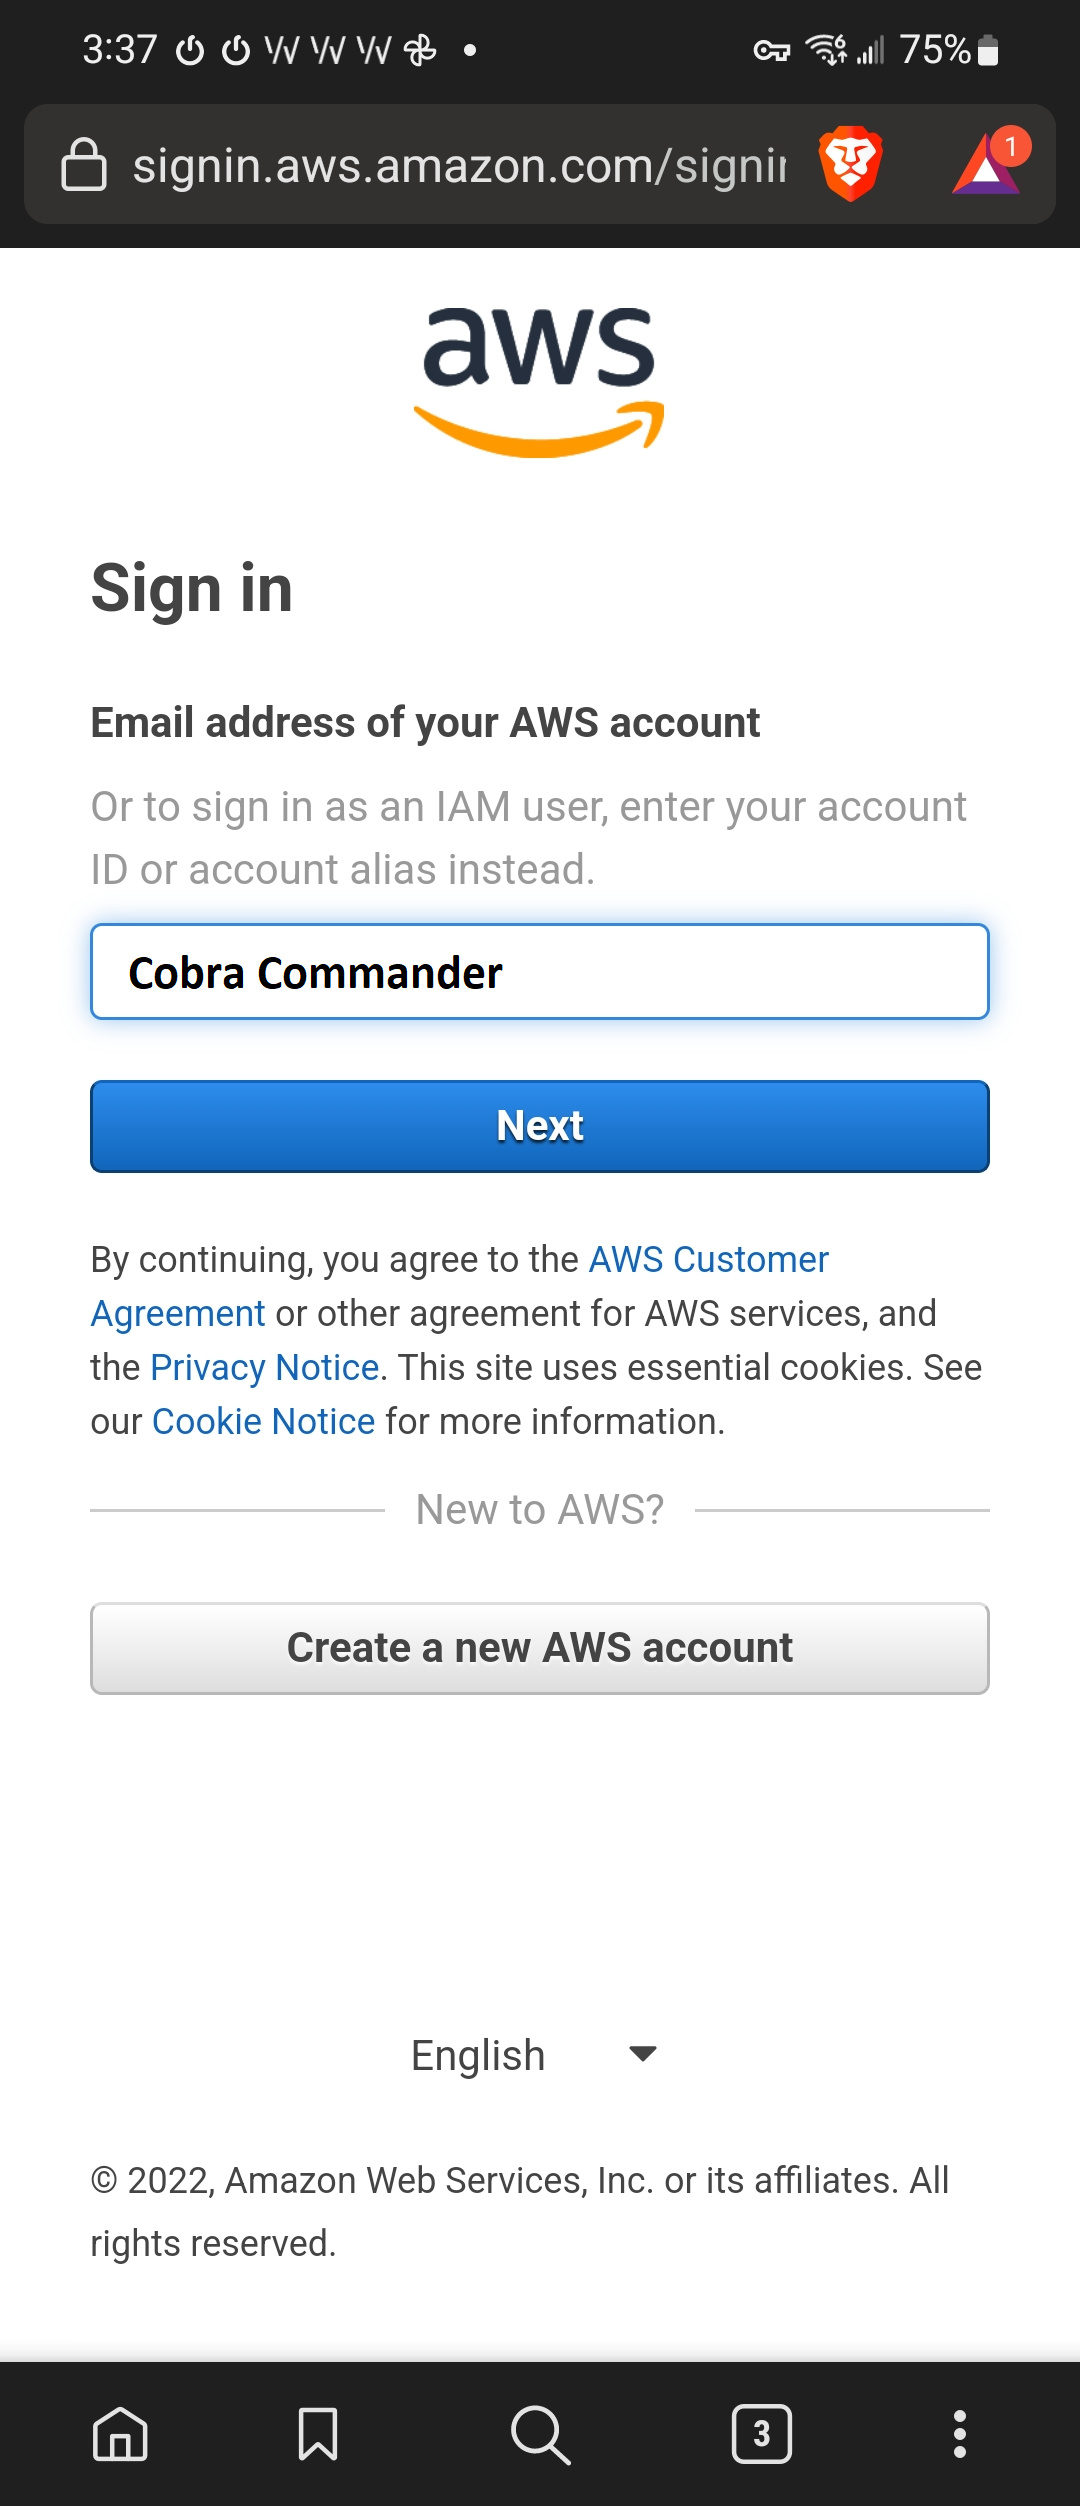 3:37
75%
signin.aws.amazon.com/signin
1
aws
Sign in
Email address of your AWS account
Or to sign in as an IAM user, enter your account
ID or account alias instead.
Cobra Commander
Next
By continuing, you agree to the AWS Customer
Agreement or other agreement for AWS services, and
the Privacy Notice. This site uses essential cookies. See
our Cookie Notice for more information.
New to AWS?
Create a new AWS account
English
© 2022, Amazon Web Services, Inc. or its affiliates. All
rights reserved.
3